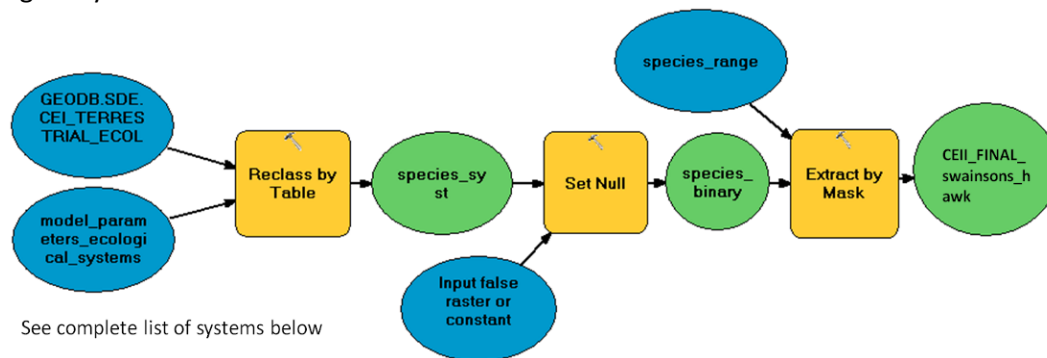 GEODB.SDE.
CEI_TERRES
TRIAL_ECOL
model_param
eters_ecologi
cal_systems
Reclass by
Table
species_sy
st
Set Null
Input false
raster or
constant
species_
binary
species_range
Extract by
Mask
CEII_FINAL_
swainsons_h
awk
See complete list of systems below